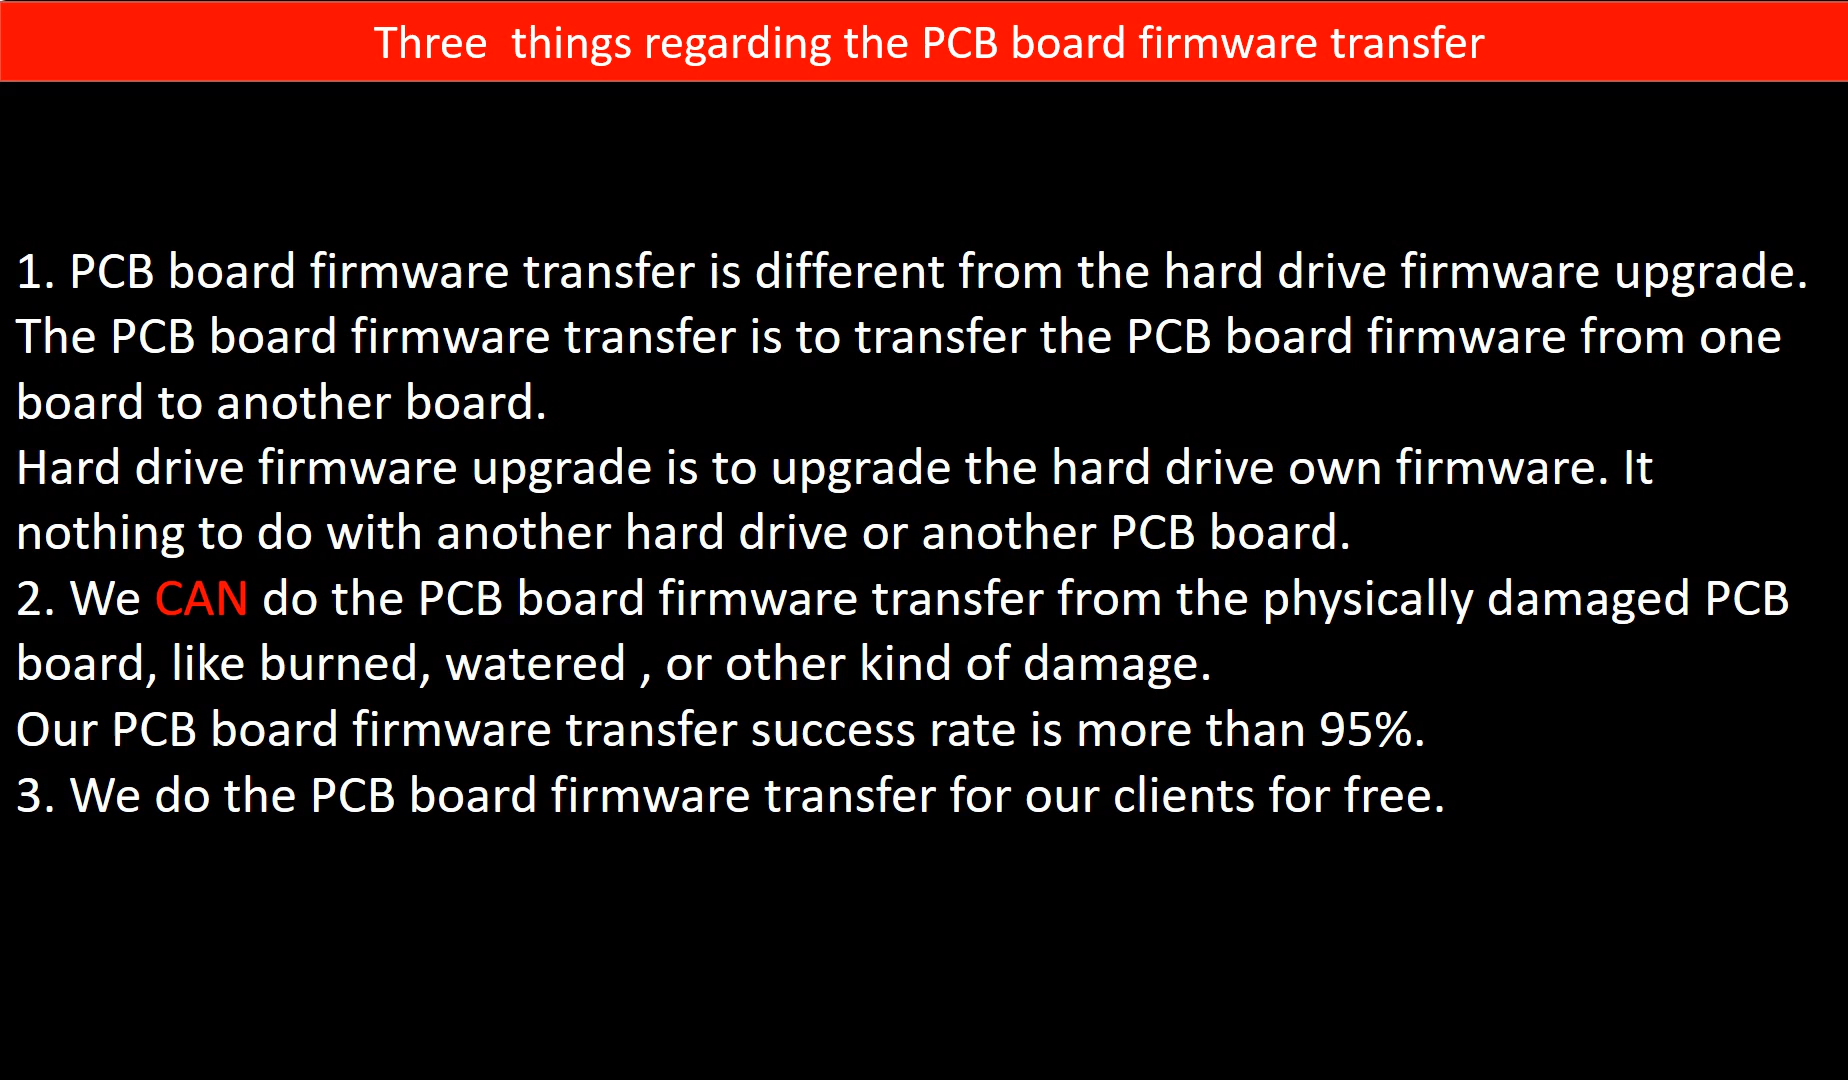 Three  things regarding the PCB board firmware transfer
1. PCB board firmware transfer is different from the hard drive firmware upgrade.
The PCB board firmware transfer is to transfer the PCB board firmware from one
board to another board.
Hard drive firmware upgrade is to upgrade the hard drive own firmware. It
nothing to do with another hard drive or another PCB board.
2. We CAN do the PCB board firmware transfer from the physically damaged PCB
board, like burned, watered , or other kind of damage.
Our PCB board firmware transfer success rate is more than 95%.
3. We do the PCB board firmware transfer for our clients for free.